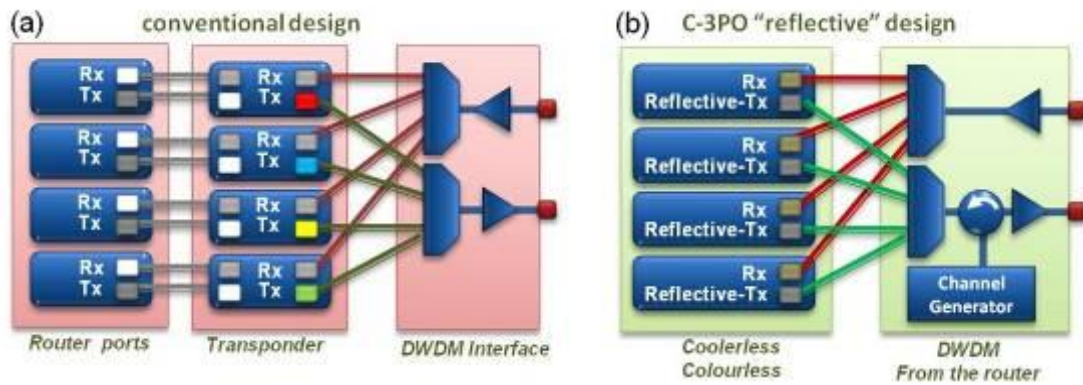 (a)
conventional design
Rx
Tx
Rx
Tx
Rx
Tx
Rx
Tx
Rx
Tx
Rx
Tx
Rx
Tx
Rx
Tx
Router ports
Transponder
DWDM Interface
(b)
C-3PO “reflective” design
Rx
Reflective-Tx
Rx
Reflective-Tx
Rx
Reflective-Tx
Rx
Reflective-Tx
Channel
Generator
Coolerless
Colourless
DWDM
From the router